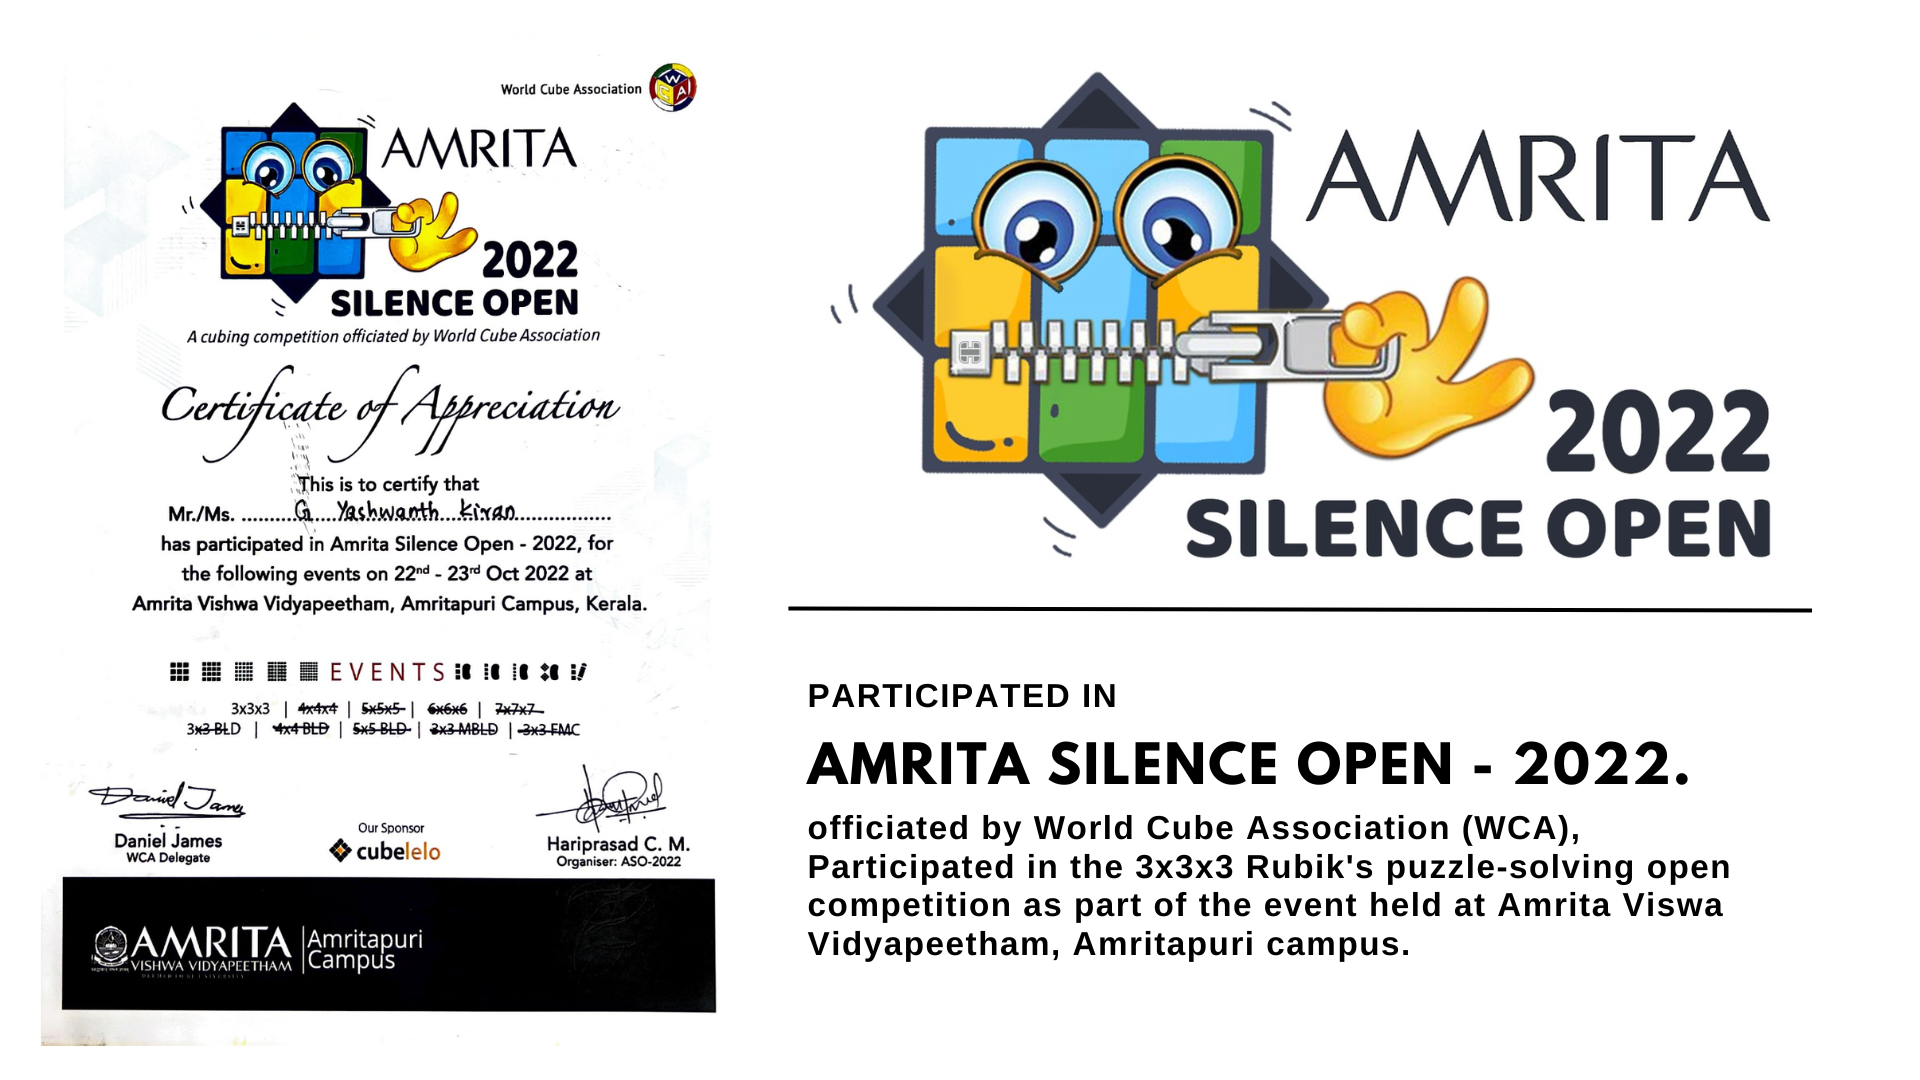 World Cube Association
AMRITA
2022
SILENCE OPEN
A cubing competition officiated by World Cube Association
Certificate of Appreciation
This is to certify that
Mr./Ms. G Yashwanth Kiran
has participated in Amrita Silence Open - 2022, for
the following events on 22nd - 23rd Oct 2022 at
Amrita Vishwa Vidyapeetham, Amritapuri Campus, Kerala.
EVENTS
3x3x3 | 4x4x4 | 5x5x5 | 6x6x6 | 7x7x7
3x3 BLD | 4x4 BLD | 5x5 BLD | 3x3 MBLD | 3x3 FMC
Daniel James
Daniel James
WCA Delegate
Our Sponsor
cubelelo
Hariprasad C. M.
Organiser: ASO-2022
AMRITA
VISHWA VIDYAPEETHAM
Amritapuri
Campus
AMRITA
2022
SILENCE OPEN
PARTICIPATED IN
AMRITA SILENCE OPEN - 2022.
officiated by World Cube Association (WCA),
Participated in the 3x3x3 Rubik's puzzle-solving open
competition as part of the event held at Amrita Viswa
Vidyapeetham, Amritapuri campus.